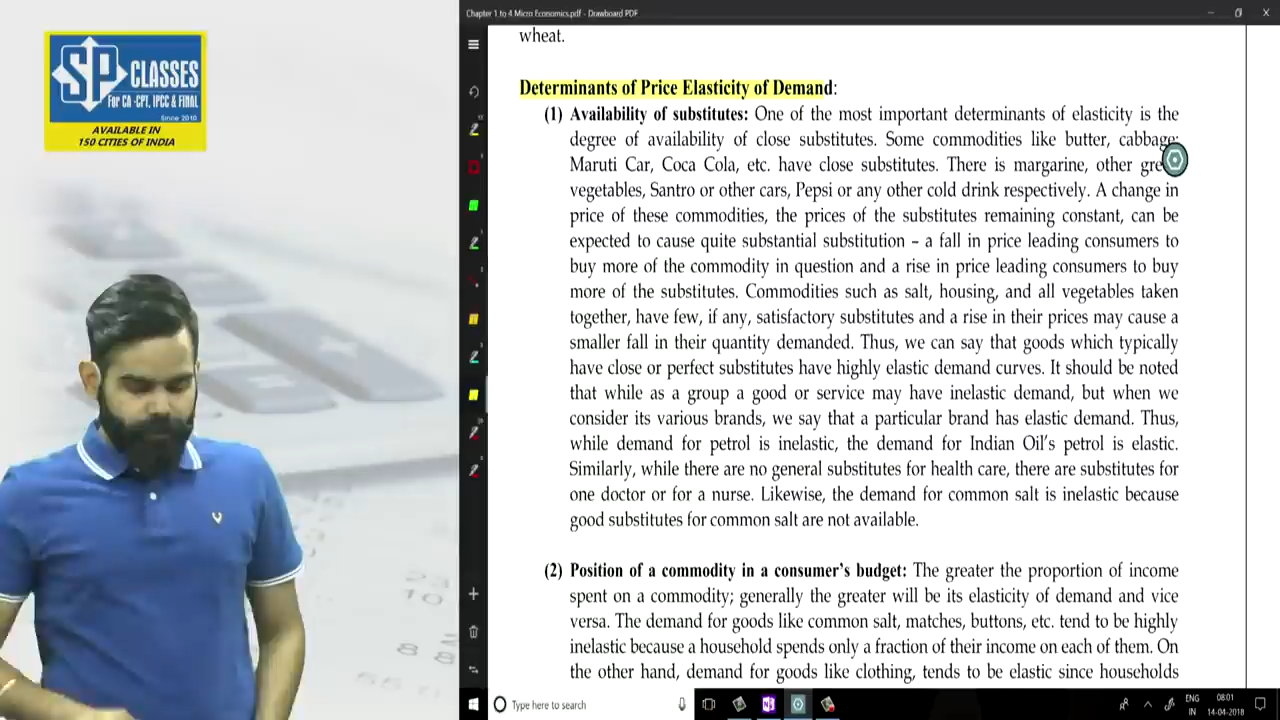 Chapter 1 to 4 Micro Economics.pdf - Drawboard PDF
SP CLASSES
For CA -CPT, IPCC & FINAL
Since 2010
AVAILABLE IN
150 CITIES OF INDIA
wheat.
Determinants of Price Elasticity of Demand:
(1) Availability of substitutes: One of the most important determinants of elasticity is the
degree of availability of close substitutes. Some commodities like butter, cabbage,
Maruti Car, Coca Cola, etc. have close substitutes. There is margarine, other
vegetables, Santro or other cars, Pepsi or any other cold drink respectively. A change in
price of these commodities, the prices of the substitutes remaining constant, can be
expected to cause quite substantial substitution – a fall in price leading consumers to
buy more of the commodity in question and a rise in price leading consumers to buy
more of the substitutes. Commodities such as salt, housing, and all vegetables taken
together, have few, if any, satisfactory substitutes and a rise in their prices may cause a
smaller fall in their quantity demanded. Thus, we can say that goods which typically
have close or perfect substitutes have highly elastic demand curves. It should be noted
that while as a group a good or service may have inelastic demand, but when we
consider its various brands, we say that a particular brand has elastic demand. Thus,
while demand for petrol is inelastic, the demand for Indian Oil's petrol is elastic.
Similarly, while there are no general substitutes for health care, there are substitutes for
one doctor or for a nurse. Likewise, the demand for common salt is inelastic because
good substitutes for common salt are not available.
(2) Position of a commodity in a consumer's budget: The greater the proportion of income
spent on a commodity; generally the greater will be its elasticity of demand and vice
versa. The demand for goods like common salt, matches, buttons, etc. tend to be highly
inelastic because a household spends only a fraction of their income on each of them. On
the other hand, demand for goods like clothing, tends to be elastic since households
Type here to search
ENG
IN
08:01
14-04-2018